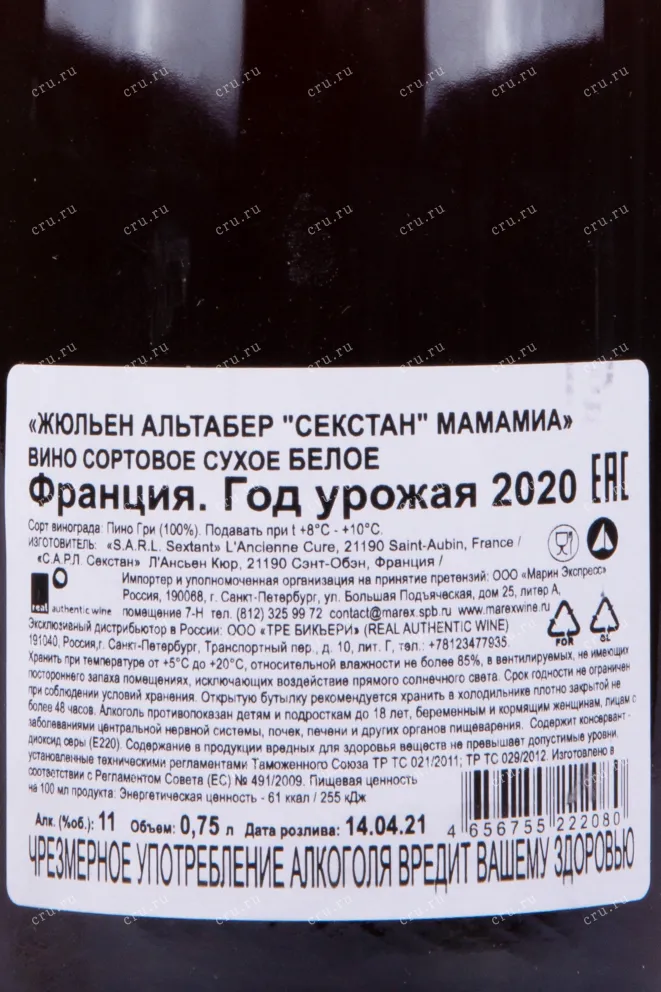 «ЖЮЛЬЕН АЛЬТАБЕР "СЕКСТАН" МАМАМИА»
ВИНО СОРТОВОЕ СУХОЕ БЕЛОЕ
Франция. Год урожая 2020 EAC
Сорт винограда: Пино Гри (100%). Подавать при t +8°C - +10°C.
изготовитель: «S.A.R.L. Sextant» L'Ancienne Cure, 21190 Saint-Aubin, France /
«С.А.Р.Л. Секстан» Л'Ансьен Кюр, 21190 Сэнт-Обэн, Франция /
Импортер и уполномоченная организация на принятие претензий: ООО «Марин Экспресс»
Россия, 190068, г. Санкт-Петербург, ул. Большая Подъяческая, дом 25, литер А,
real authentic wine помещение 7-Н тел. (812) 325 99 72 contact@marex.spb.ru www.marexwine.ru
FOR GL
Эксклюзивный дистрибьютор в России: ООО «ТРЕ БИКЬЕРИ» (REAL AUTHENTIC WINE)
191040, Россия,г. Санкт-Петербург, Транспортный пер., д. 10, лит. Г, тел.: +78123477935.
Хранить при температуре от +5°C до +20°C, относительной влажности не более 85%, в вентилируемых, не имеющих
постороннего запаха помещениях, исключающих воздействие прямого солнечного света. Срок годности не ограничен
при соблюдении условий хранения. Открытую бутылку рекомендуется хранить в холодильнике плотно закрытой не
более 48 часов. Алкоголь противопоказан детям и подросткам до 18 лет, беременным и кормящим женщинам, лицам с
заболеваниями центральной нервной системы, почек, печени и других органов пищеварения. Содержит консервант -
диоксид серы (Е220). Содержание в продукции вредных для здоровья веществ не превышает допустимые уровни,
установленные техническими регламентами Таможенного Союза ТР ТС 021/2011; ТР ТС 029/2012. Изготовлено в
соответствии с Регламентом Совета (ЕС) № 491/2009. Пищевая ценность
на 100 мл продукта: Энергетическая ценность - 61 ккал / 255 кДж
Алк. (%об.): 11 Объем: 0,75 л Дата розлива: 14.04.21
4 656755 222080
ЧРЕЗМЕРНОЕ УПОТРЕБЛЕНИЕ АЛКОГОЛЯ ВРЕДИТ ВАШЕМУ ЗДОРОВЬЮ